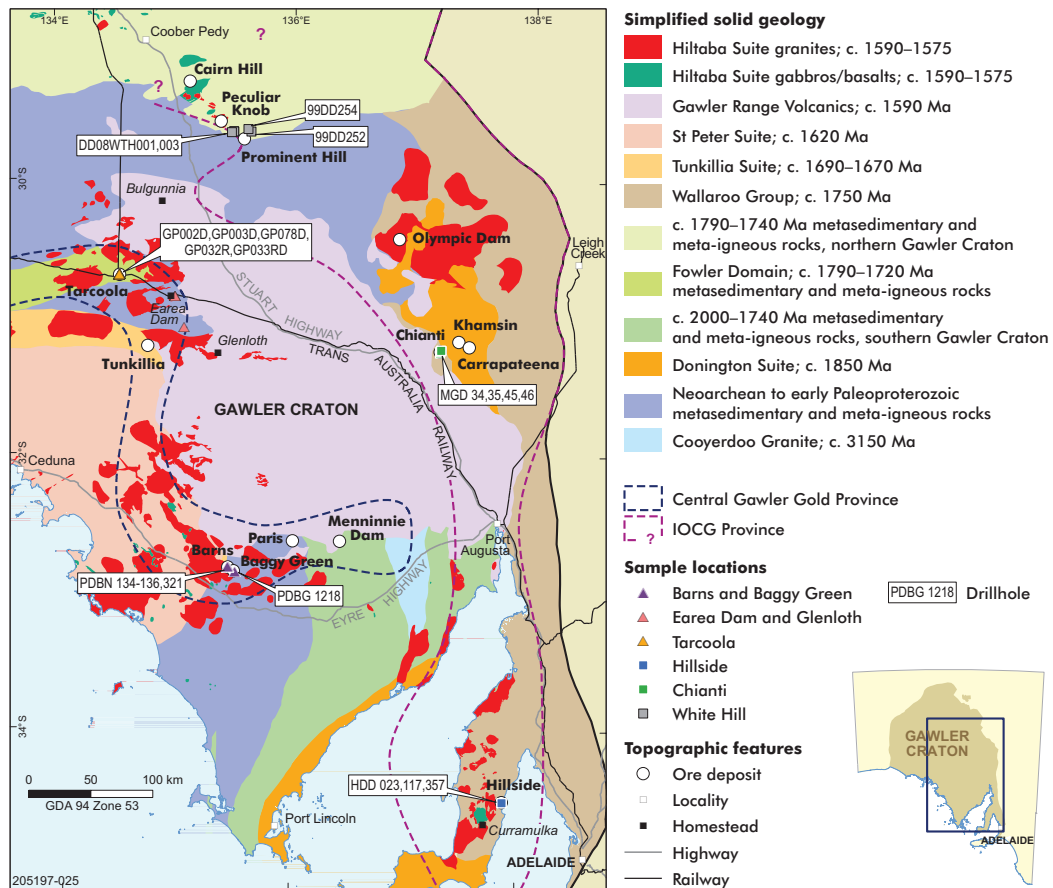 134°E
136°E
138°E
Coober Pedy
?
Cairn Hill
?
Peculiar
Knob
99DD254
99DD252
DD08WTH001,003
Prominent Hill
30°S
Bulgunnia
GP002D,GP003D,GP078D,
GP032R,GP033RD
Olympic Dam
Leigh
Creek
Tarcoola
Earea
Dam
STUART
HIGHWAY
Glenloth
TRANS
AUSTRALIA
RAILWAY
Chianti
Khamsin
Carrapateena
Tunkillia
MGD 34,35,45,46
GAWLER CRATON
32°S
Ceduna
Menninnie
Dam
Paris
Port
Augusta
Barns
Baggy Green
PDBN 134-136,321
PDBG 1218
EYRE
HIGHWAY
34°S
0
50
100 km
GDA 94 Zone 53
HDD 023,117,357
Hillside
Port Lincoln
Curramulka
ADELAIDE
205197-025
Simplified solid geology
Hiltaba Suite granites; c. 1590–1575
Hiltaba Suite gabbros/basalts; c. 1590–1575
Gawler Range Volcanics; c. 1590 Ma
St Peter Suite; c. 1620 Ma
Tunkillia Suite; c. 1690–1670 Ma
Wallaroo Group; c. 1750 Ma
c. 1790–1740 Ma metasedimentary and
meta-igneous rocks, northern Gawler Craton
Fowler Domain; c. 1790–1720 Ma
metasedimentary and meta-igneous rocks
c. 2000–1740 Ma metasedimentary
and meta-igneous rocks, southern Gawler Craton
Donington Suite; c. 1850 Ma
Neoarchean to early Paleoproterozoic
metasedimentary and meta-igneous rocks
Cooyerdoo Granite; c. 3150 Ma
Central Gawler Gold Province
?
IOCG Province
Sample locations
Barns and Baggy Green
PDBG 1218 Drillhole
Earea Dam and Glenloth
Tarcoola
Hillside
Chianti
White Hill
Topographic features
Ore deposit
Locality
Homestead
Highway
Railway
GAWLER
CRATON
ADELAIDE